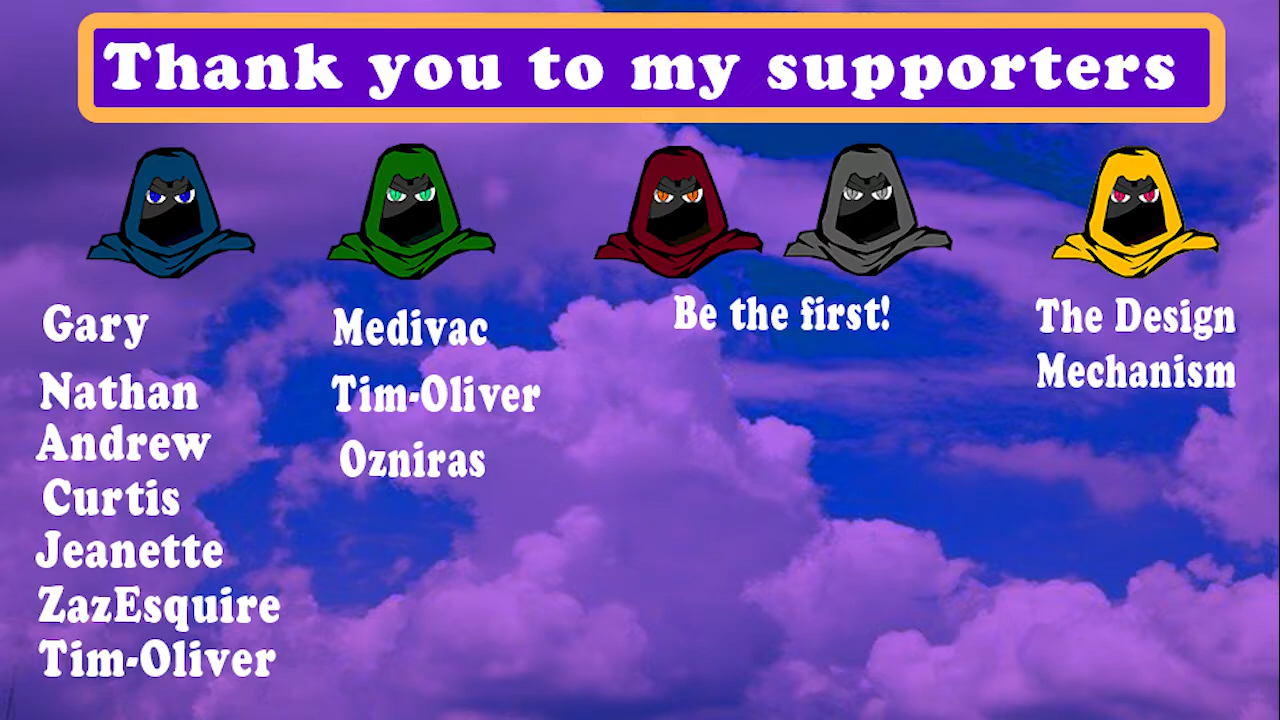 Thank you to my supporters
Gary
Nathan
Andrew
Curtis
Jeanette
ZazEsquire
Tim-Oliver
Medivac
Tim-Oliver
Ozniras
Be the first!
The Design
Mechanism